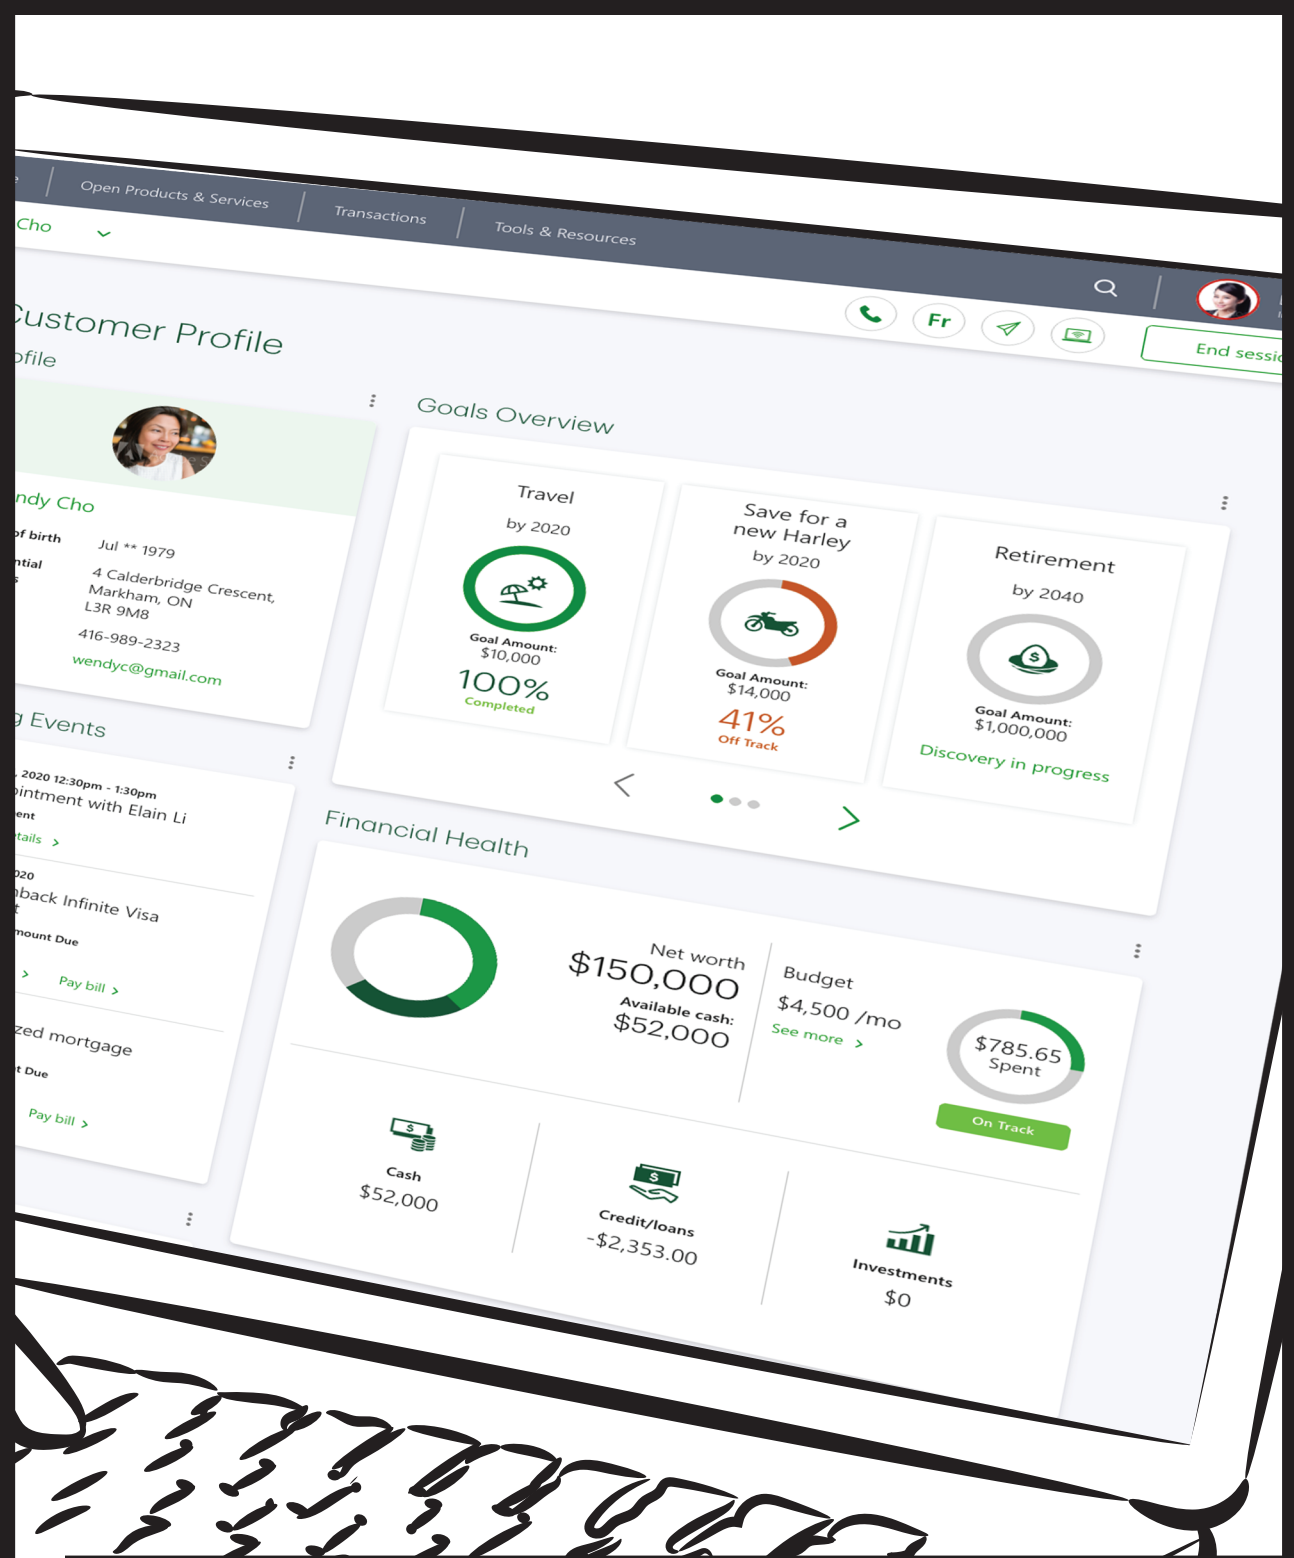 Open Products & Services
Transactions
Tools & Resources
Cho
Fr
End
Customer Profile
Goals Overview
ndy Cho
of birth
Jul ** 1979
4 Calderbridge Crescent,
Markham, ON
L3R 9M8
416-989-2323
wendyc@gmail.com
Travel
by 2020
Goal Amount:
$10,000
100%
Completed
Save for a
new Harley
by 2020
Goal Amount:
$14,000
41%
Off Track
Retirement
by 2040
Goal Amount:
$1,000,000
Discovery in progress
g Events
, 2020 12:30pm - 1:30pm
ointment with Elain Li
ent
etails >
020
hback Infinite Visa
t
mount Due
> Pay bill >
zed mortgage
t Due
Pay bill >
Financial Health
Net worth
$150,000
Available cash:
$52,000
Budget
$4,500 /mo
See more >
$785.65
Spent
On Track
Cash
$52,000
Credit/loans
-$2,353.00
Investments
$0